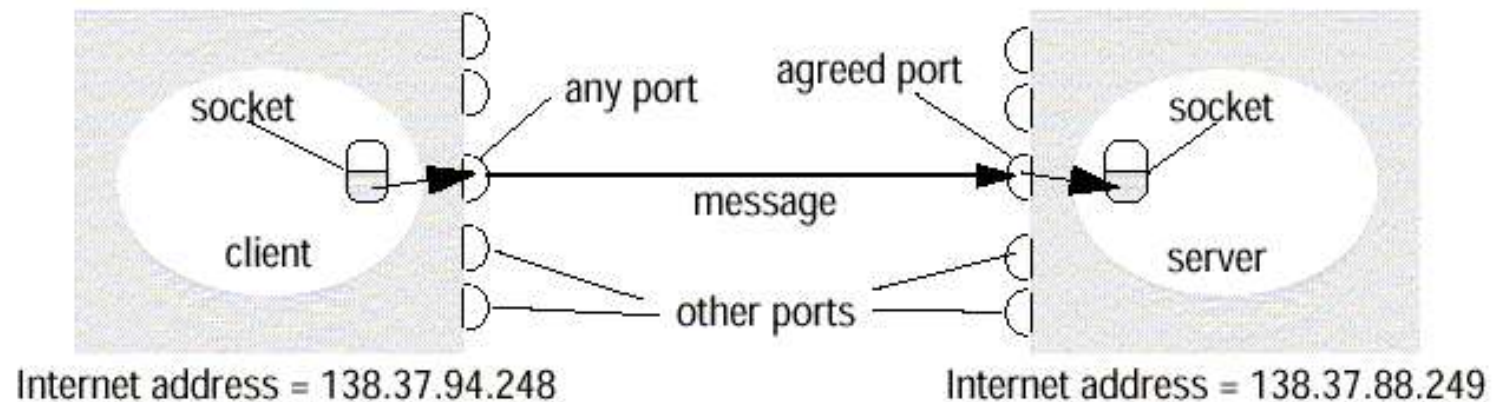 agreed port
any port
socket
socket
message
client
server
other ports
Internet address = 138.37.94.248
Internet address = 138.37.88.249